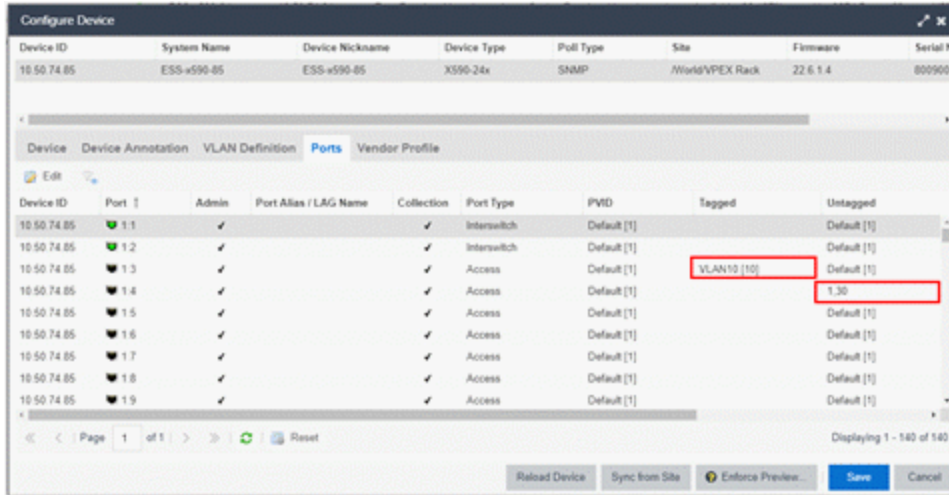 Configure Device
Device ID System Name Device Nickname Device Type Poll Type Site Firmware Serial
10.50.74.85 ESS-x590-85 ESS-x590-85 X590-24x SNMP /World/VPEX Rack 22.6.1.4 800900
Device Device Annotation VLAN Definition Ports Vendor Profile
Edit
Device ID Port Admin Port Alias / LAG Name Collection Port Type PVID Tagged Untagged
10.50.74.85 1:1 Interswitch Default [1] Default [1]
10.50.74.85 1:2 Interswitch Default [1] Default [1]
10.50.74.85 1:3 Access Default [1] VLAN10 [10] Default [1]
10.50.74.85 1:4 Access Default [1] 1,30
10.50.74.85 1:5 Access Default [1] Default [1]
10.50.74.85 1:6 Access Default [1] Default [1]
10.50.74.85 1:7 Access Default [1] Default [1]
10.50.74.85 1:8 Access Default [1] Default [1]
10.50.74.85 1:9 Access Default [1] Default [1]
Page 1 of 1 Reset Displaying 1 - 140 of 140
Reload Device Sync from Site Enforce Preview... Save Cancel